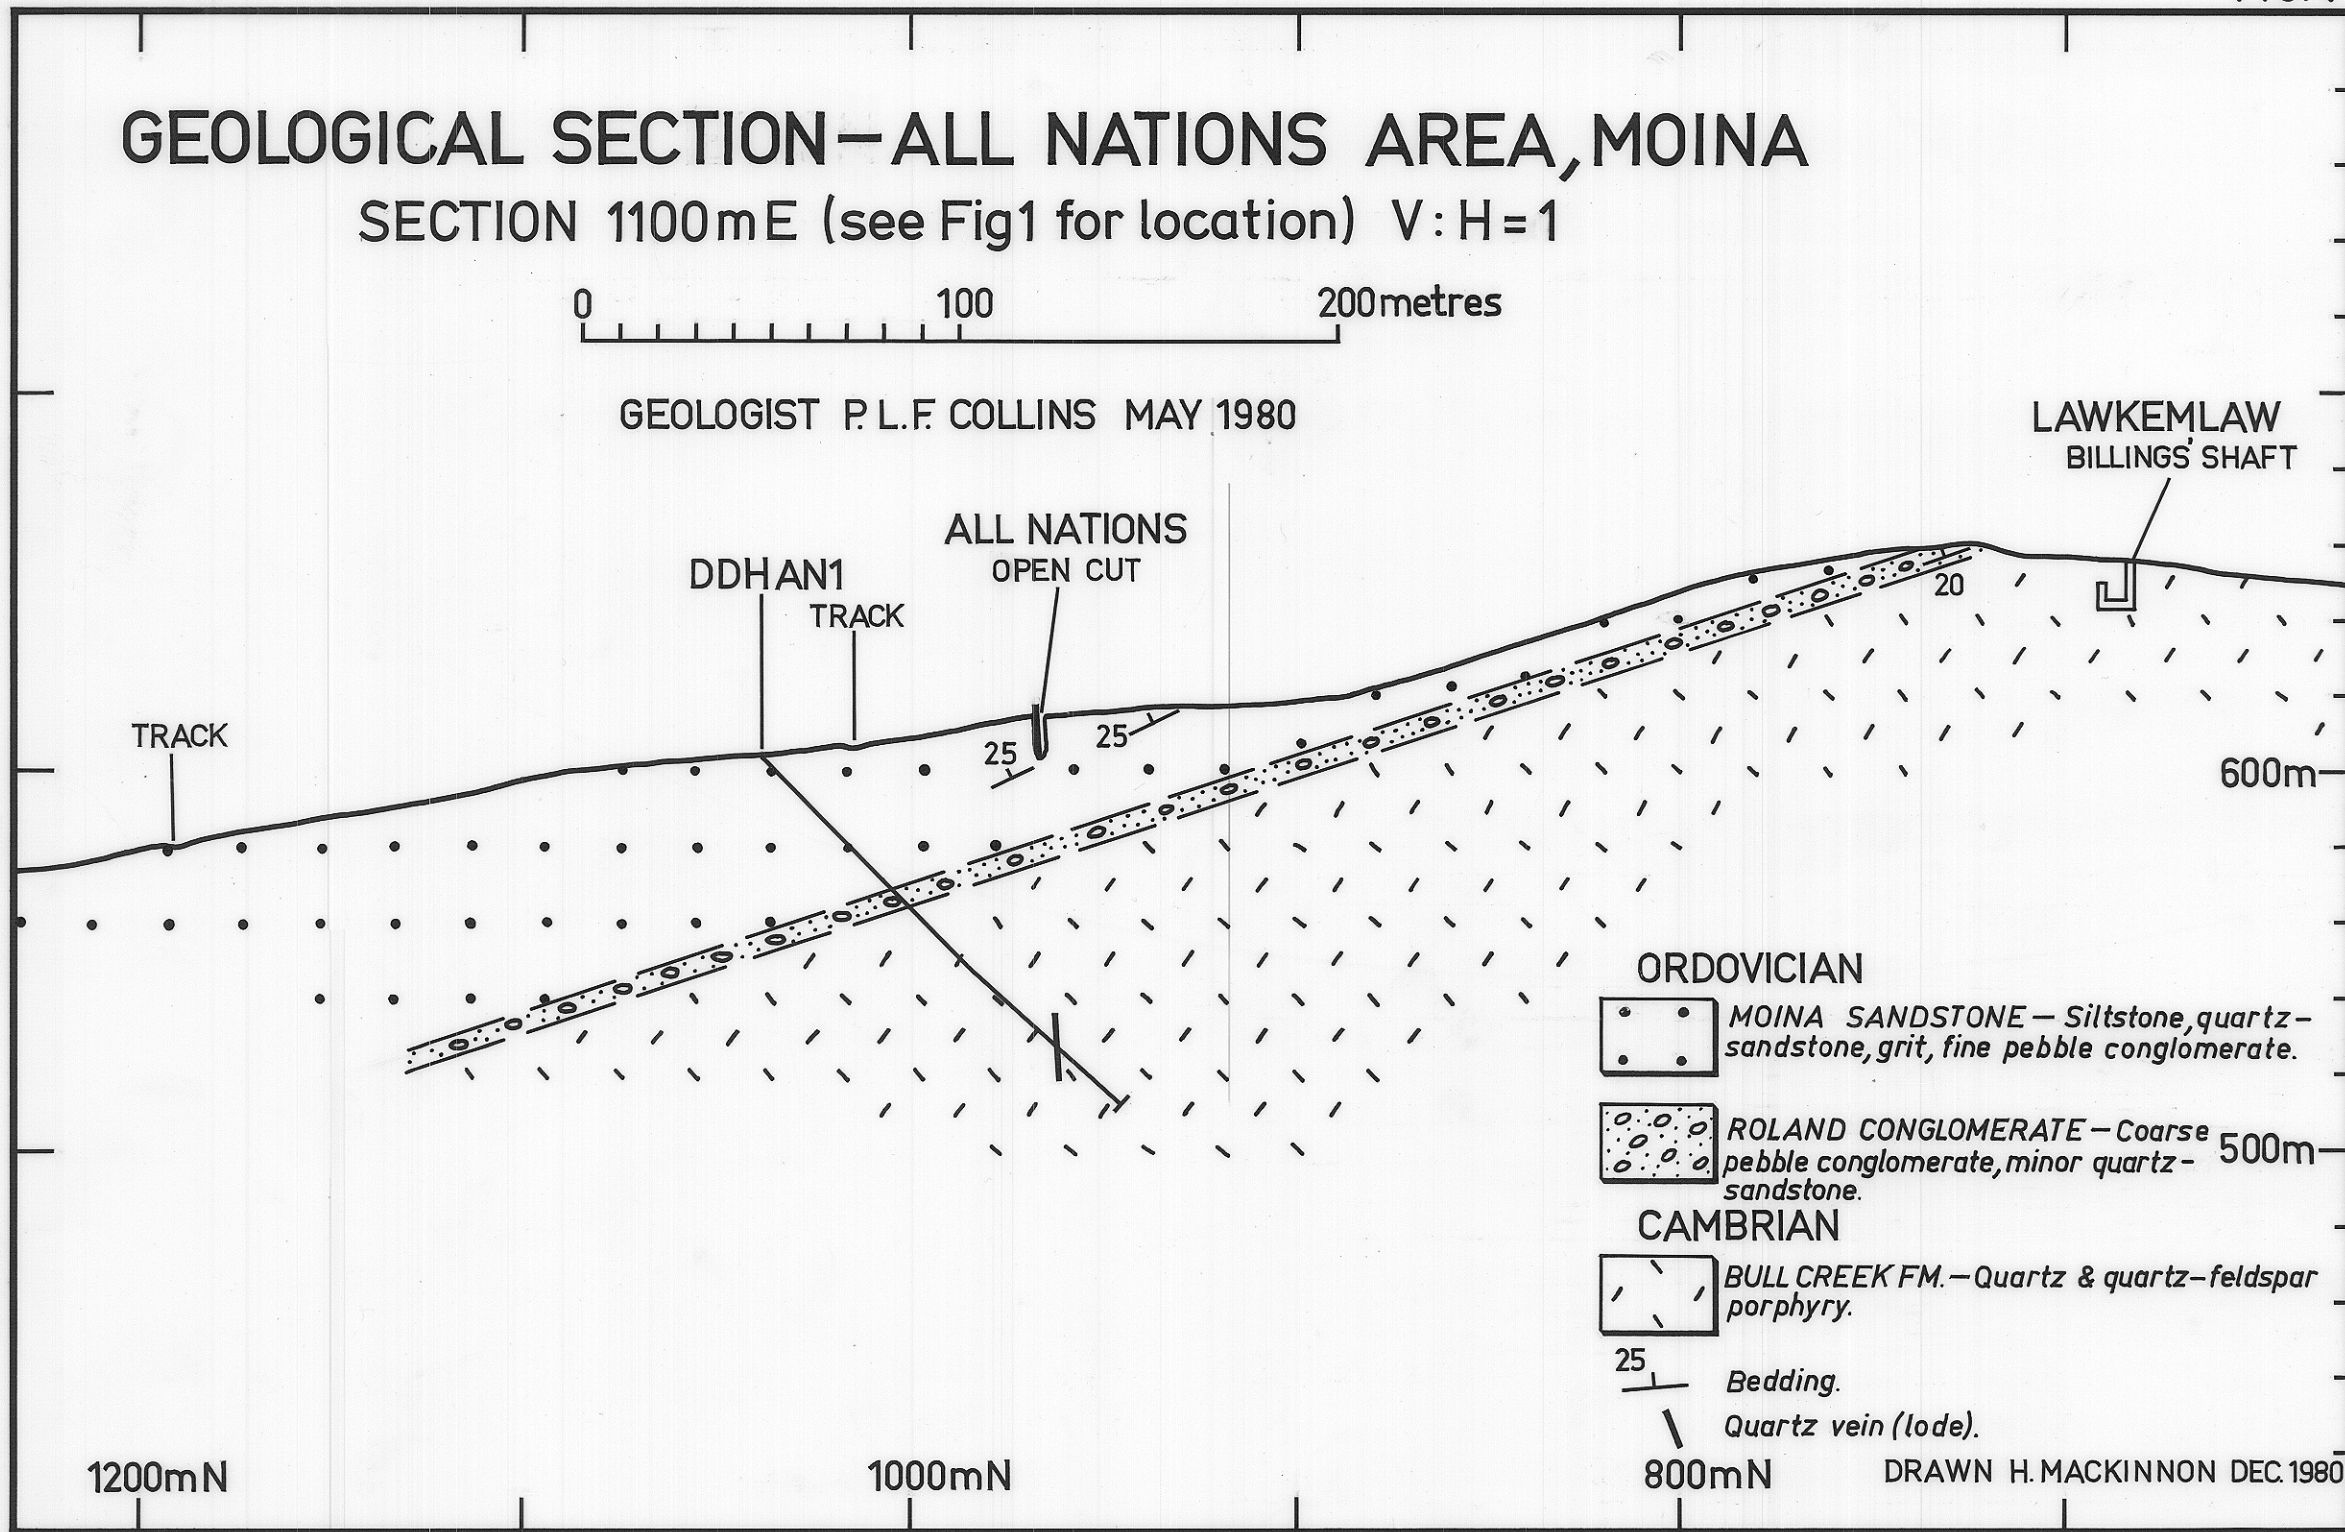 GEOLOGICAL SECTION—ALL NATIONS AREA, MOINA
SECTION 1100mE (see Fig1 for location) V:H=1
0 100 200metres
GEOLOGIST P.L.F. COLLINS MAY 1980
LAWKEMLAW
BILLINGS' SHAFT
ALL NATIONS
OPEN CUT
DDH AN1
TRACK
TRACK
20
25
25
600m
ORDOVICIAN
MOINA SANDSTONE—Siltstone, quartz-
sandstone, grit, fine pebble conglomerate.
ROLAND CONGLOMERATE—Coarse
pebble conglomerate, minor quartz-
sandstone.
500m
CAMBRIAN
BULL CREEK FM.—Quartz & quartz-feldspar
porphyry.
25
Bedding.
Quartz vein (lode).
1200mN 1000mN 800mN
DRAWN H. MACKINNON DEC. 1980